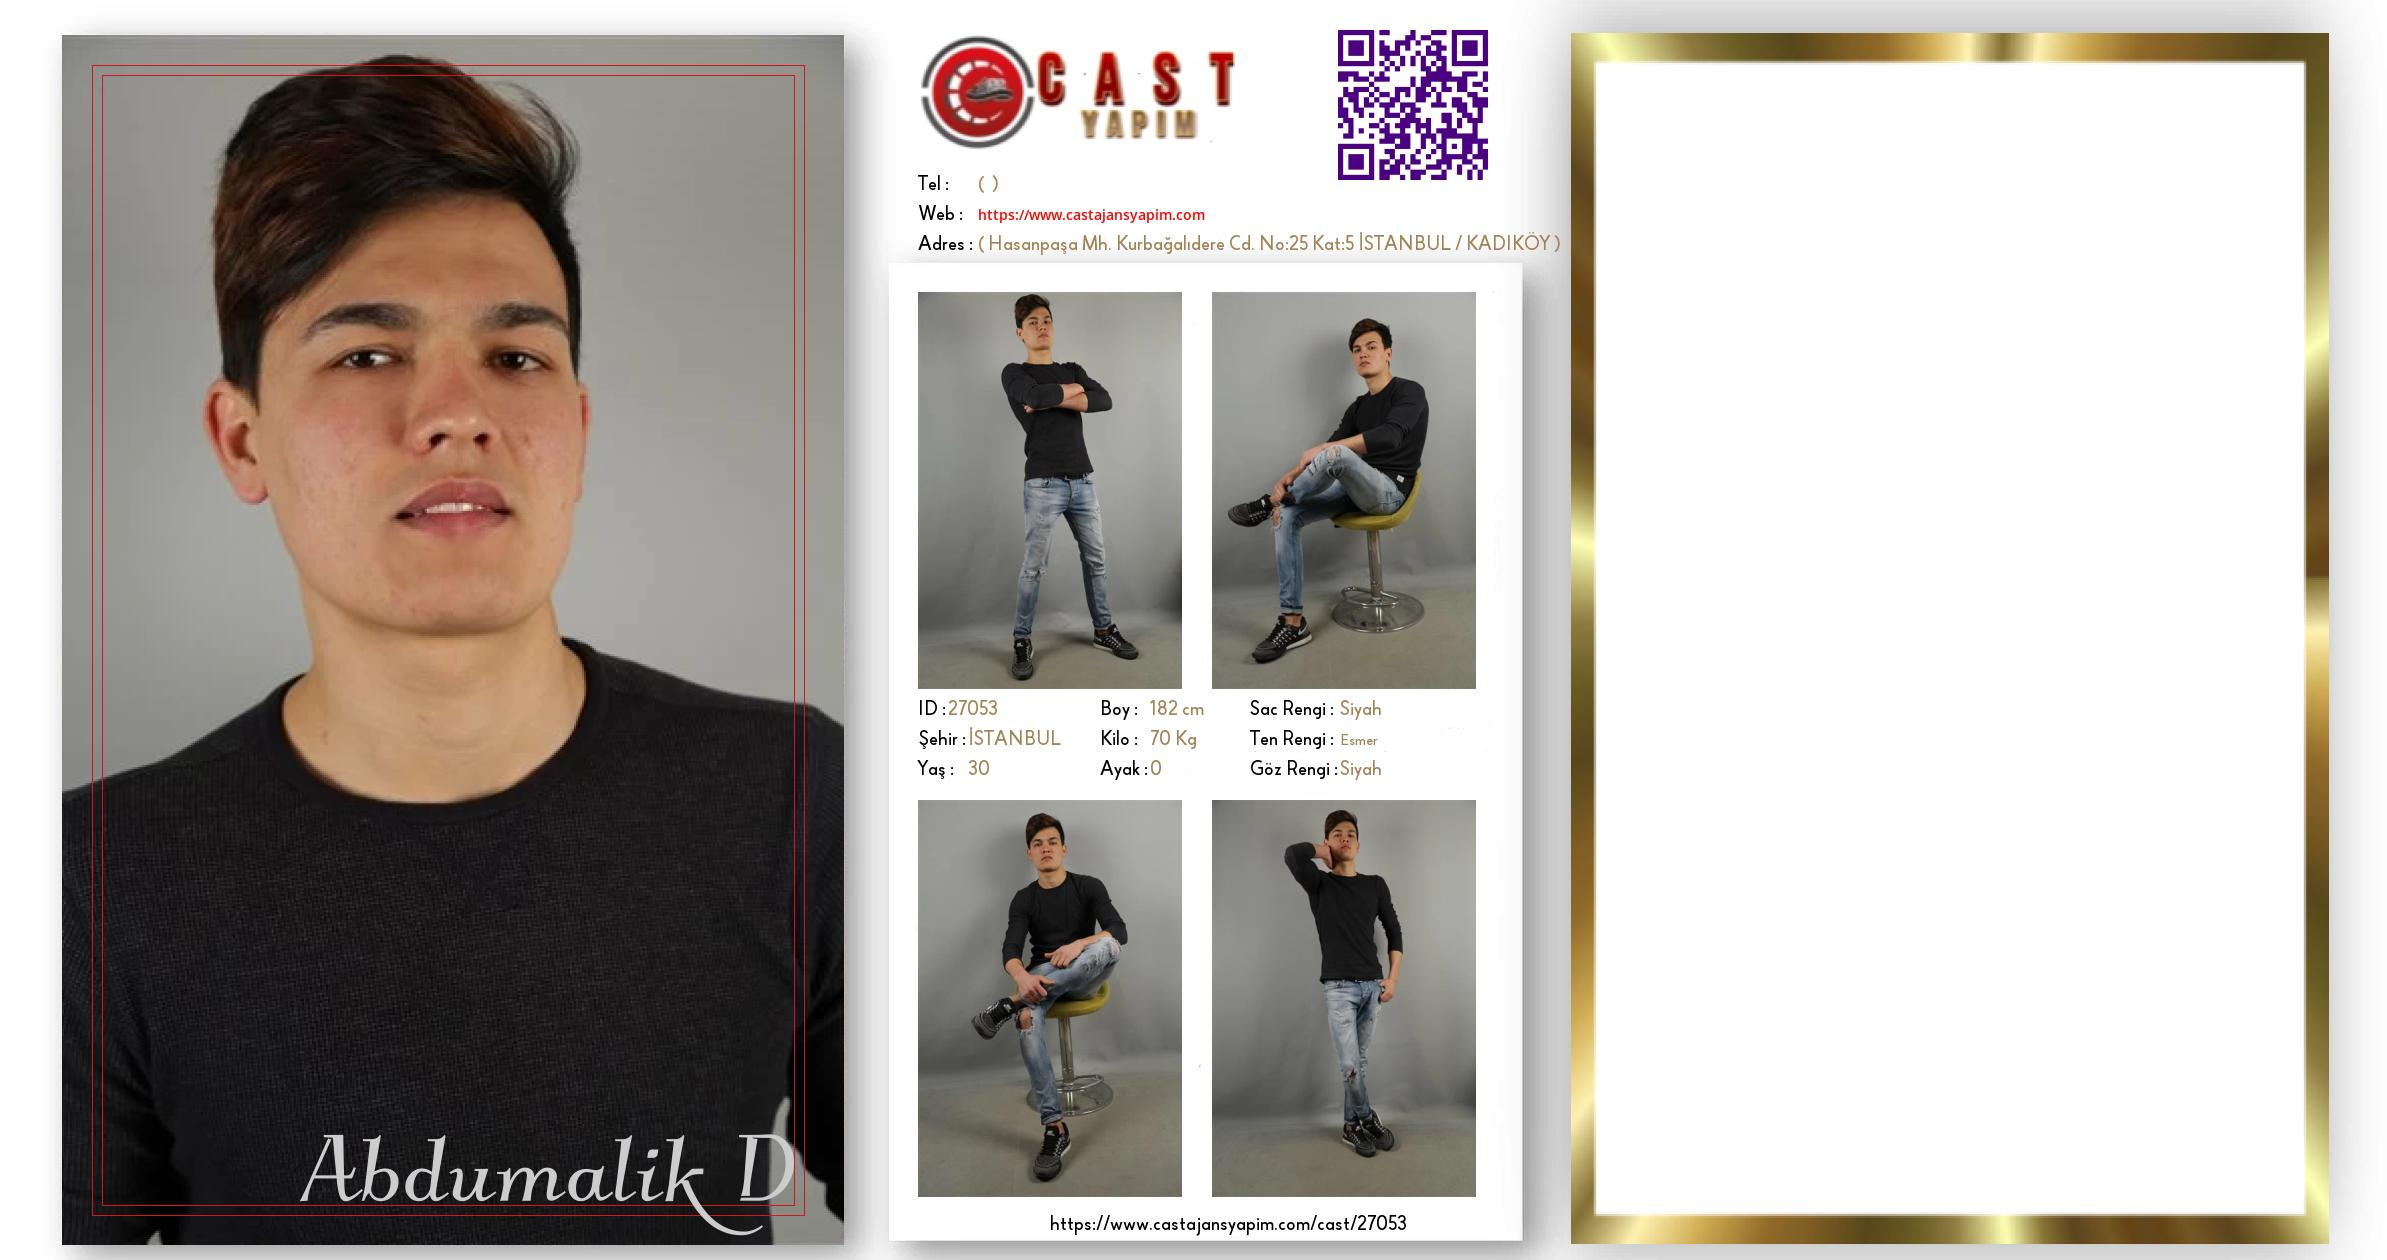 Abdumalik D
CAST
YAPIM
Tel : ( )
Web : https://www.castajansyapim.com
Adres : ( Hasanpaşa Mh. Kurbağalıdere Cd. No:25 Kat:5 İSTANBUL / KADIKÖY )
ID : 27053 Boy : 182 cm Sac Rengi : Siyah
Şehir : İSTANBUL Kilo : 70 Kg Ten Rengi : Esmer
Yaş : 30 Ayak : 0 Göz Rengi : Siyah
https://www.castajansyapim.com/cast/27053